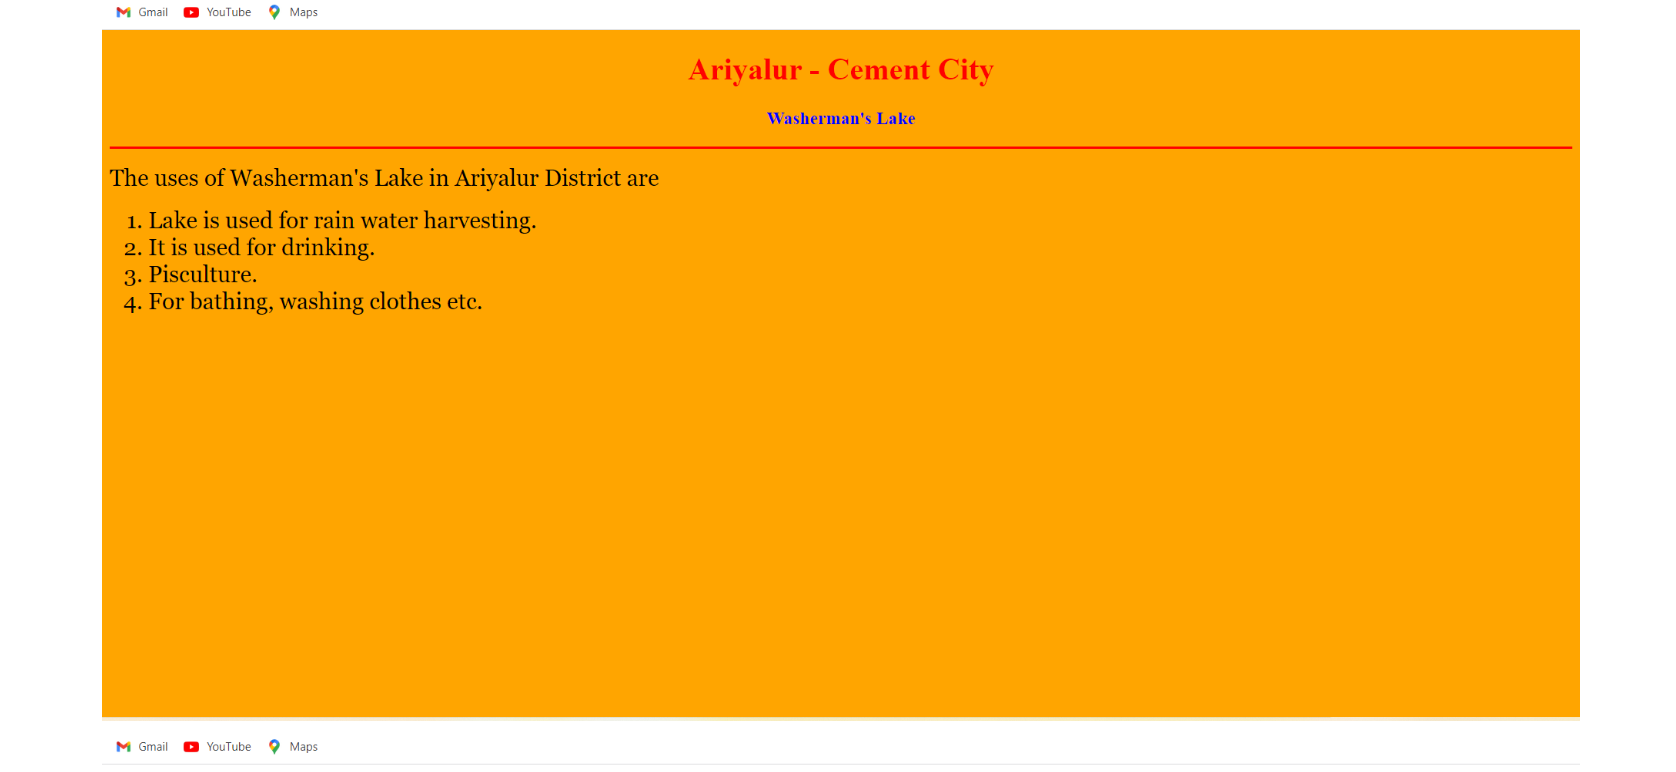 Gmail YouTube Maps
Ariyalur - Cement City
Washerman's Lake
The uses of Washerman's Lake in Ariyalur District are
1. Lake is used for rain water harvesting.
2. It is used for drinking.
3. Pisculture.
4. For bathing, washing clothes etc.
Gmail YouTube Maps